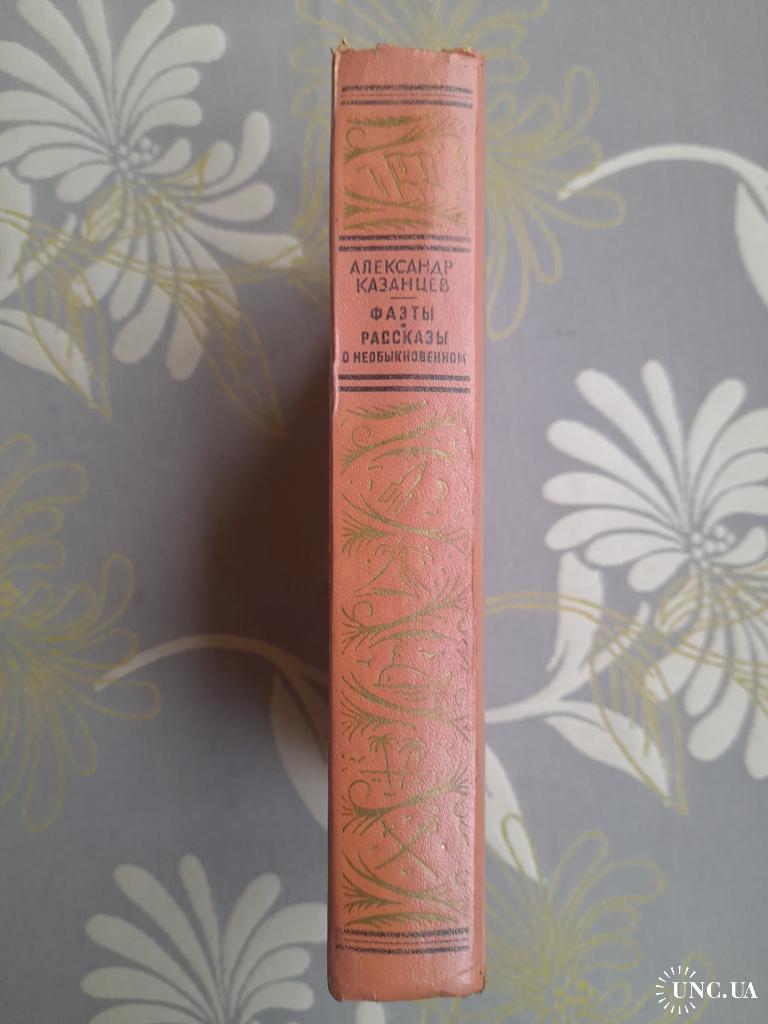 АЛЕКСАНДР
КАЗАНЦЕВ
ФАЭТЫ
РАССКАЗЫ
О НЕОБЫКНОВЕННОМ
UNC.UA